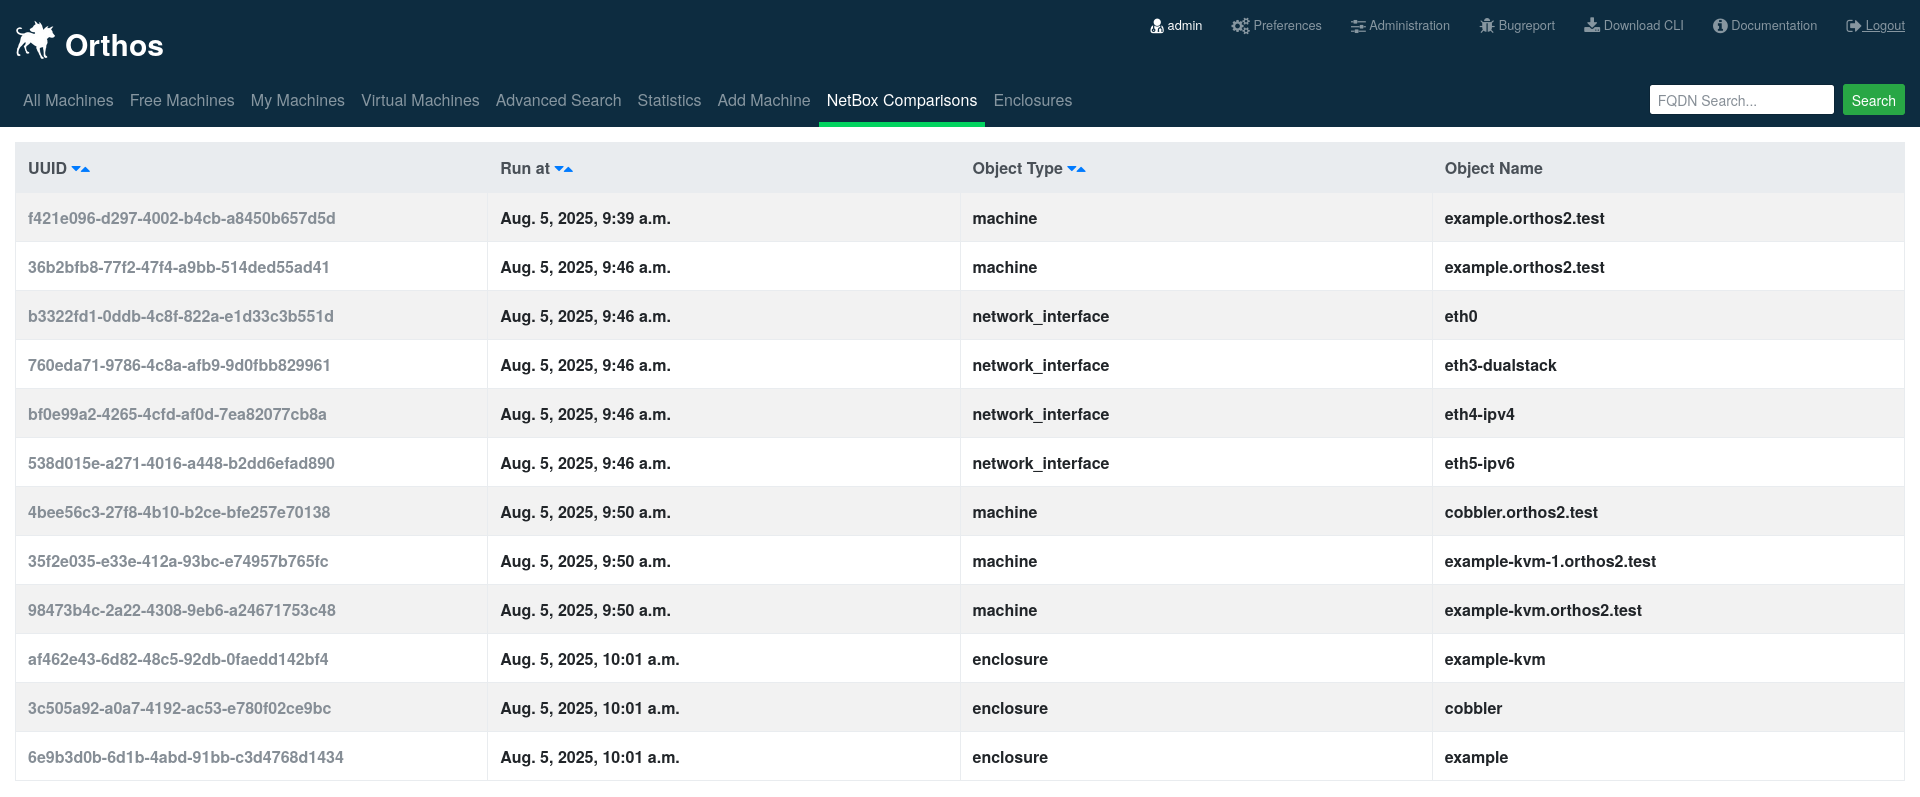 Orthos
admin Preferences Administration Bugreport Download CLI Documentation Logout
All Machines Free Machines My Machines Virtual Machines Advanced Search Statistics Add Machine NetBox Comparisons Enclosures FQDN Search... Search
UUID Run at Object Type Object Name
f421e096-d297-4002-b4cb-a8450b657d5d Aug. 5, 2025, 9:39 a.m. machine example.orthos2.test
36b2bfb8-77f2-47f4-a9bb-514ded55ad41 Aug. 5, 2025, 9:46 a.m. machine example.orthos2.test
b3322fd1-0ddb-4c8f-822a-e1d33c3b551d Aug. 5, 2025, 9:46 a.m. network_interface eth0
760eda71-9786-4c8a-afb9-9d0fbb829961 Aug. 5, 2025, 9:46 a.m. network_interface eth3-dualstack
bf0e99a2-4265-4cfd-af0d-7ea82077cb8a Aug. 5, 2025, 9:46 a.m. network_interface eth4-ipv4
538d015e-a271-4016-a448-b2dd6efad890 Aug. 5, 2025, 9:46 a.m. network_interface eth5-ipv6
4bee56c3-27f8-4b10-b2ce-bfe257e70138 Aug. 5, 2025, 9:50 a.m. machine cobbler.orthos2.test
35f2e035-e33e-412a-93bc-e74957b765fc Aug. 5, 2025, 9:50 a.m. machine example-kvm-1.orthos2.test
98473b4c-2a22-4308-9eb6-a24671753c48 Aug. 5, 2025, 9:50 a.m. machine example-kvm.orthos2.test
af462e43-6d82-48c5-92db-0faedd142bf4 Aug. 5, 2025, 10:01 a.m. enclosure example-kvm
3c505a92-a0a7-4192-ac53-e780f02ce9bc Aug. 5, 2025, 10:01 a.m. enclosure cobbler
6e9b3d0b-6d1b-4abd-91bb-c3d4768d1434 Aug. 5, 2025, 10:01 a.m. enclosure example